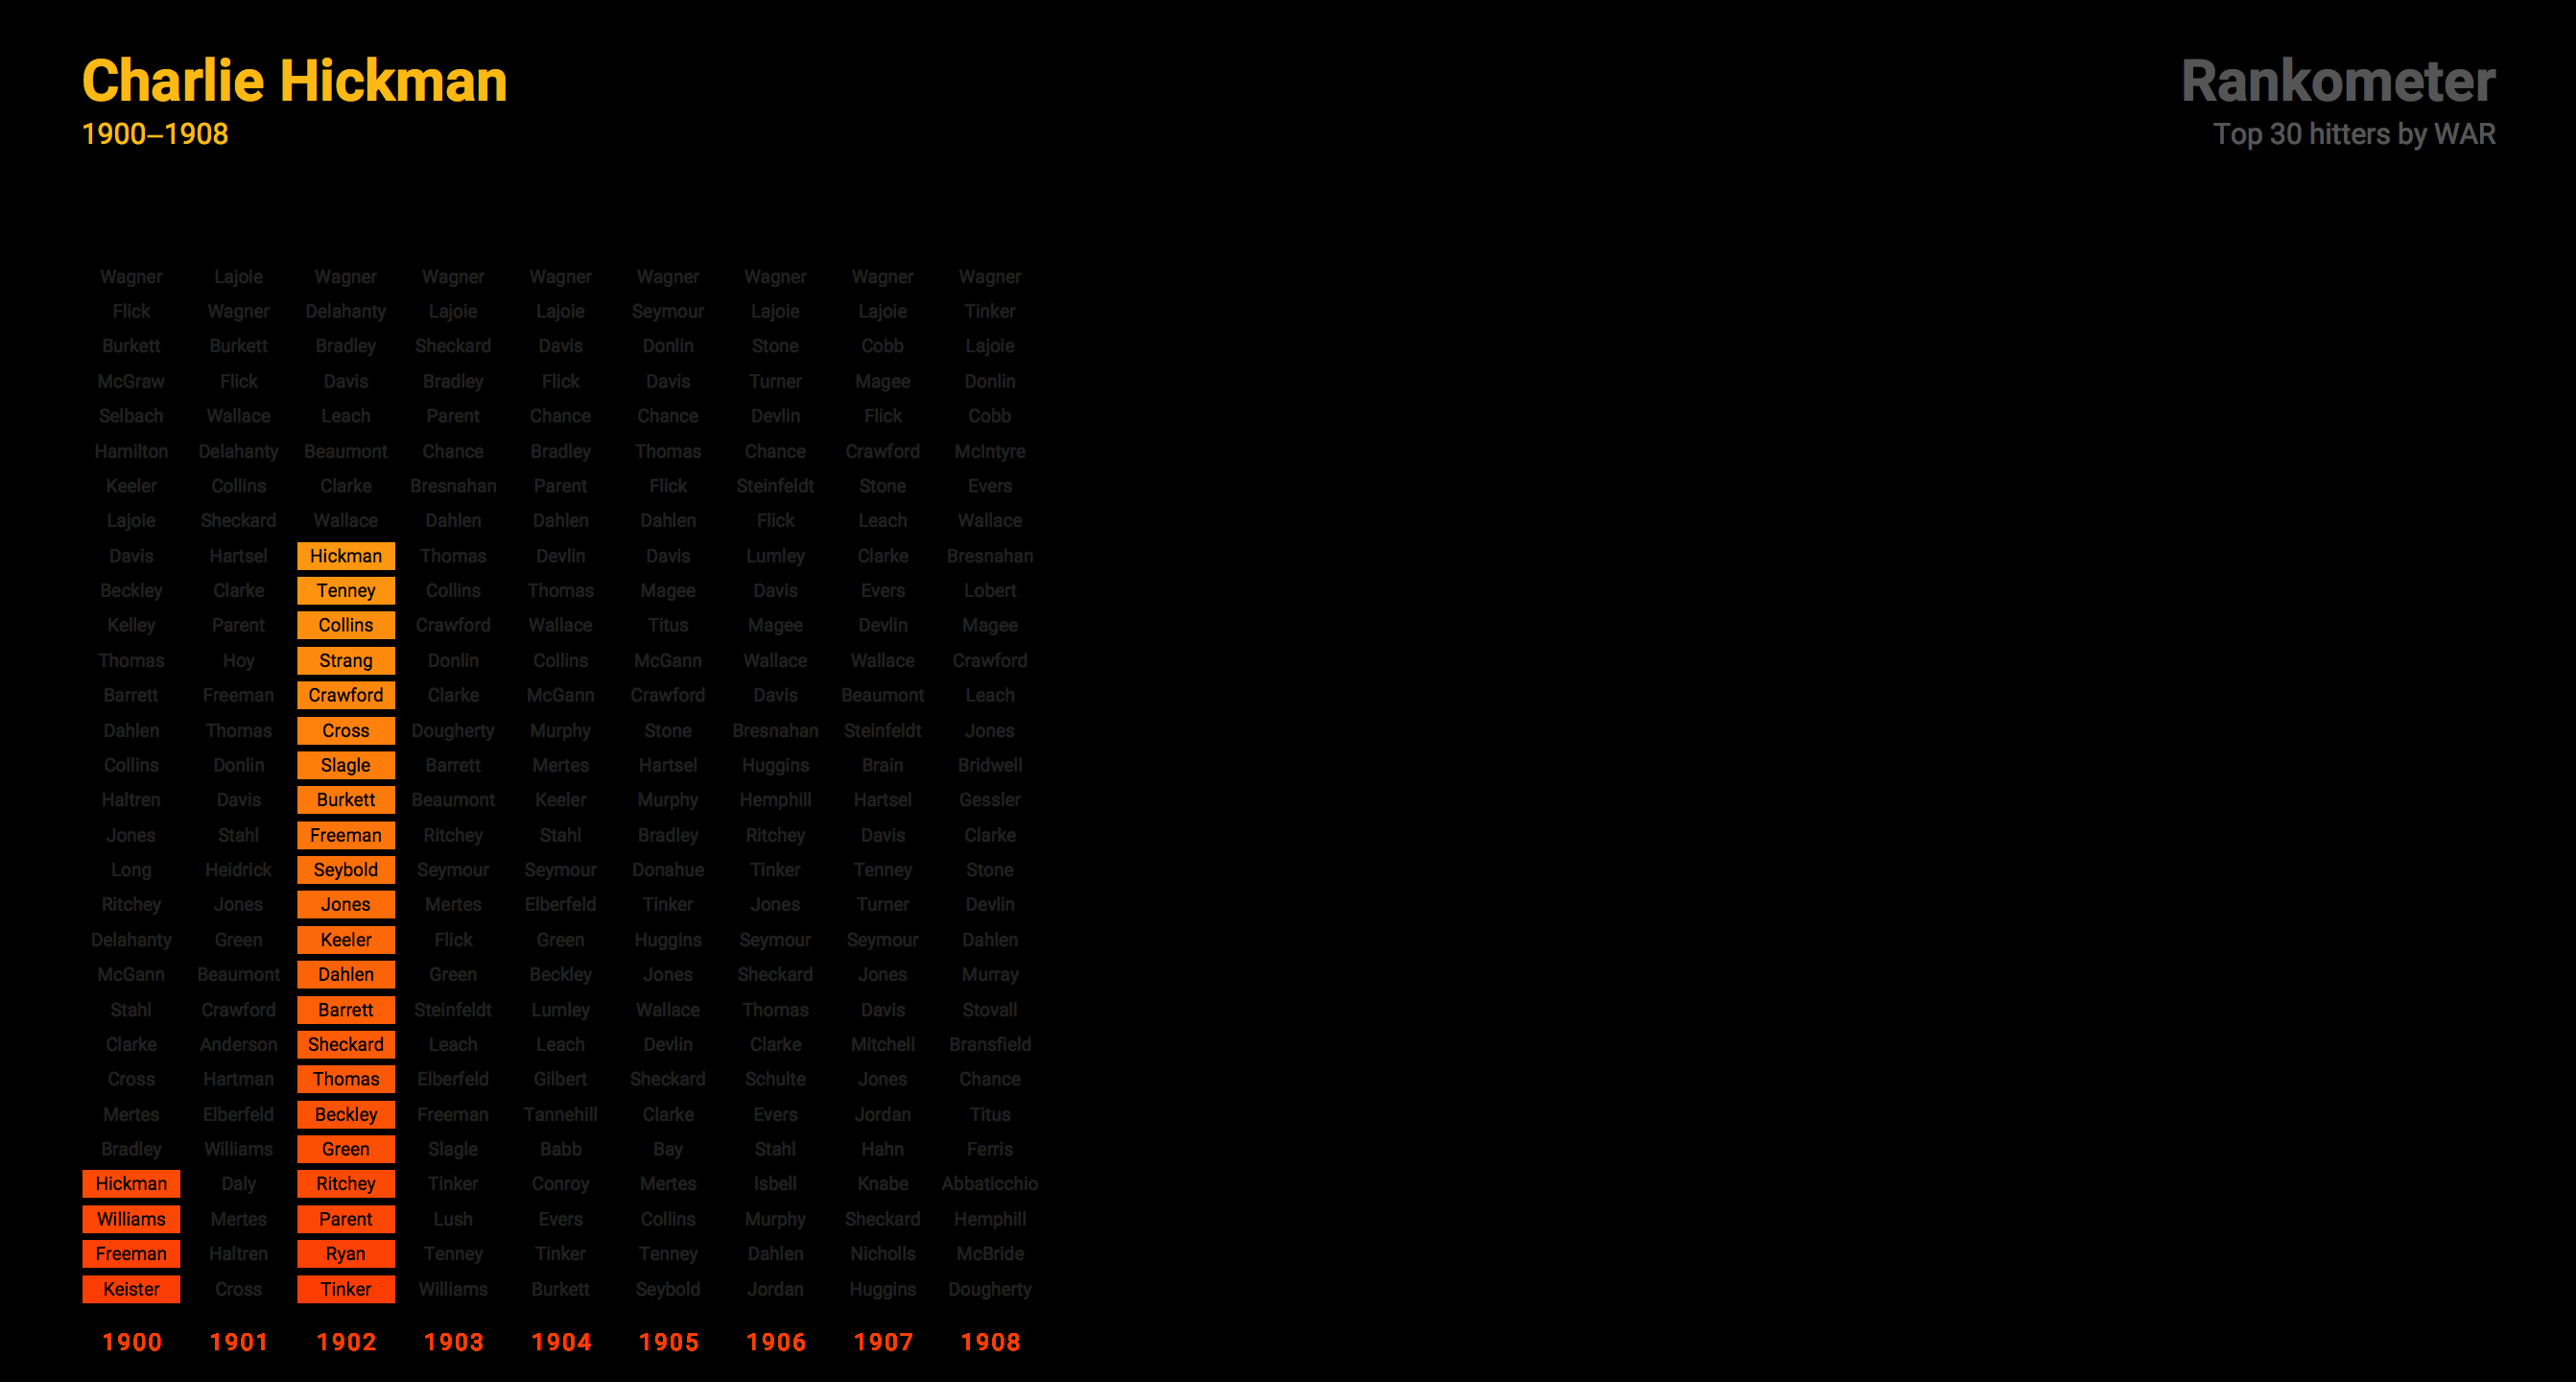 Charlie Hickman
1900–1908
Rankometer
Top 30 hitters by WAR
Wagner Lajoie Wagner Wagner Wagner Wagner Wagner Wagner Wagner
Flick Wagner Delahanty Lajoie Lajoie Seymour Lajoie Lajoie Tinker
Burkett Burkett Bradley Sheckard Davis Donlin Stone Cobb Lajoie
McGraw Flick Davis Bradley Flick Davis Turner Magee Donlin
Selbach Wallace Leach Parent Chance Chance Devlin Flick Cobb
Hamilton Delahanty Beaumont Chance Bradley Thomas Chance Crawford McIntyre
Keeler Collins Clarke Bresnahan Parent Flick Steinfeldt Stone Evers
Lajoie Sheckard Wallace Dahlen Dahlen Dahlen Flick Leach Wallace
Davis Hartsel Hickman Thomas Devlin Davis Lumley Clarke Bresnahan
Beckley Clarke Tenney Collins Thomas Magee Davis Evers Lobert
Kelley Parent Collins Crawford Wallace Titus Magee Devlin Magee
Thomas Hoy Strang Donlin Collins McGann Wallace Wallace Crawford
Barrett Freeman Crawford Clarke McGann Crawford Davis Beaumont Leach
Dahlen Thomas Cross Dougherty Murphy Stone Bresnahan Steinfeldt Jones
Collins Donlin Slagle Barrett Mertes Hartsel Huggins Brain Bridwell
Haltren Davis Burkett Beaumont Keeler Murphy Hemphill Hartsel Gessler
Jones Stahl Freeman Ritchey Stahl Bradley Ritchey Davis Clarke
Long Heidrick Seybold Seymour Seymour Donahue Tinker Tenney Stone
Ritchey Jones Jones Mertes Elberfeld Tinker Jones Turner Devlin
Delahanty Green Keeler Flick Green Huggins Seymour Seymour Dahlen
McGann Beaumont Dahlen Green Beckley Jones Sheckard Jones Murray
Stahl Crawford Barrett Steinfeldt Lumley Wallace Thomas Davis Stovall
Clarke Anderson Sheckard Leach Leach Devlin Clarke Mitchell Bransfield
Cross Hartman Thomas Elberfeld Gilbert Sheckard Schulte Jones Chance
Mertes Elberfeld Beckley Freeman Tannehill Clarke Evers Jordan Titus
Bradley Williams Green Slagle Babb Bay Stahl Hahn Ferris
Hickman Daly Ritchey Tinker Conroy Mertes Isbell Knabe Abbaticchio
Williams Mertes Parent Lush Evers Collins Murphy Sheckard Hemphill
Freeman Haltren Ryan Tenney Tinker Tenney Dahlen Nicholls McBride
Keister Cross Tinker Williams Burkett Seybold Jordan Huggins Dougherty
1900 1901 1902 1903 1904 1905 1906 1907 1908